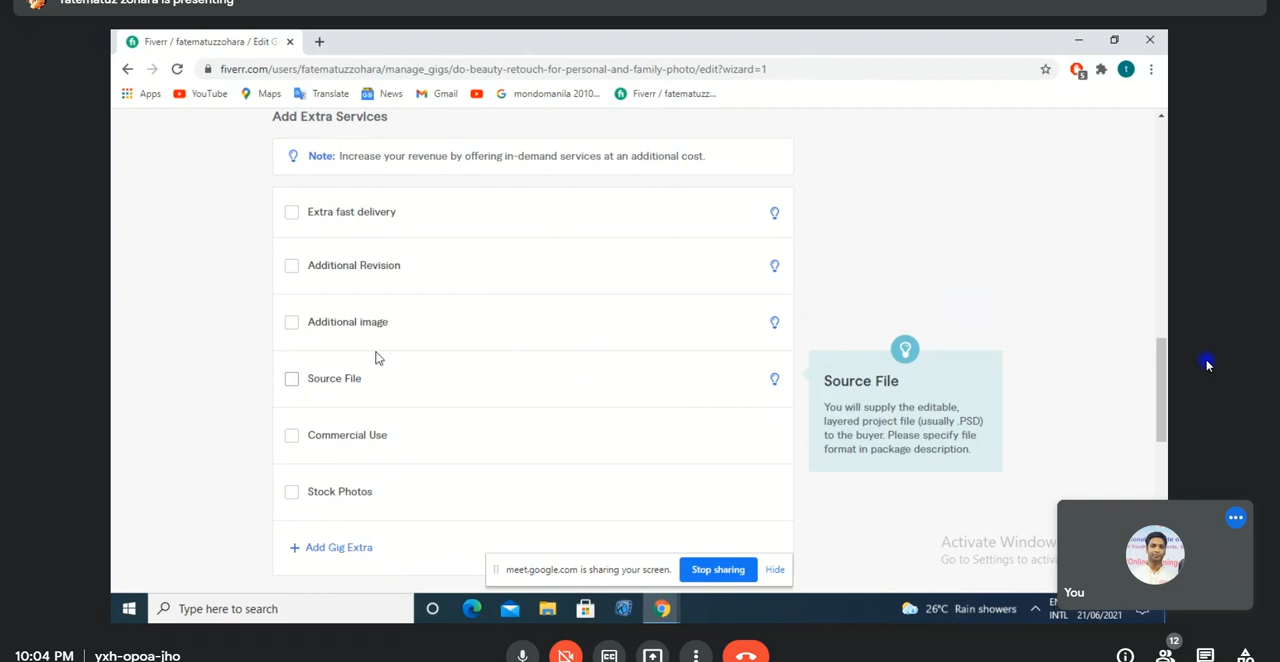 fatematuz zohara is presenting
Fiverr / fatematuzzohara / Edit G
fiverr.com/users/fatematuzzohara/manage_gigs/do-beauty-retouch-for-personal-and-family-photo/edit?wizard=1
5
t
Apps YouTube Maps Translate News Gmail mondomanila 2010... Fiverr / fatematuzz...
Add Extra Services
Note: Increase your revenue by offering in-demand services at an additional cost.
Extra fast delivery
Additional Revision
Additional image
Source File
Commercial Use
Stock Photos
+ Add Gig Extra
Source File
You will supply the editable,
layered project file (usually .PSD)
to the buyer. Please specify file
format in package description.
Activate Window
Go to Settings to activ
meet.google.com is sharing your screen. Stop sharing Hide
You
Type here to search
26°C Rain showers
INTL 21/06/2021
10:04 PM | yxh-opoa-jho
12